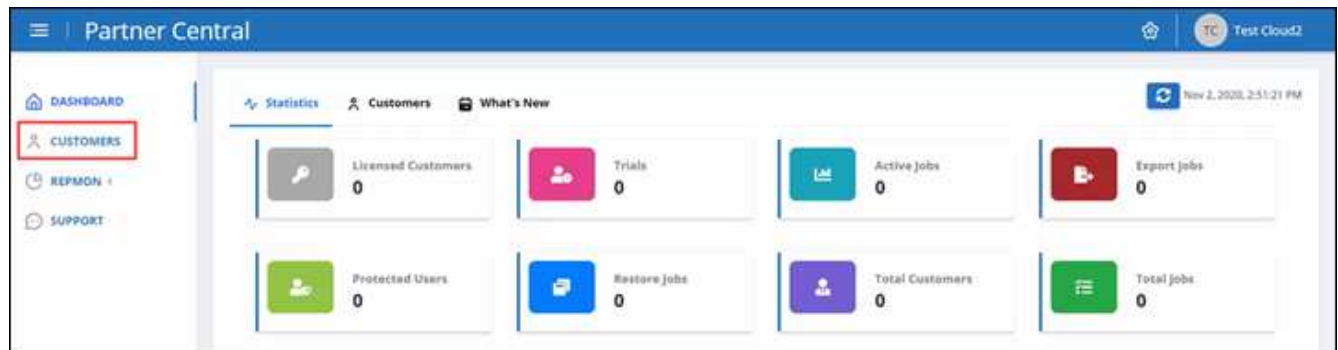 Partner Central
TC Test Cloud2
DASHBOARD
CUSTOMERS
REPMON
SUPPORT
Statistics Customers What's New
Nov 2, 2020, 2:51:21 PM
Licensed Customers
0
Trials
0
Active Jobs
0
Export Jobs
0
Protected Users
0
Restore Jobs
0
Total Customers
0
Total Jobs
0